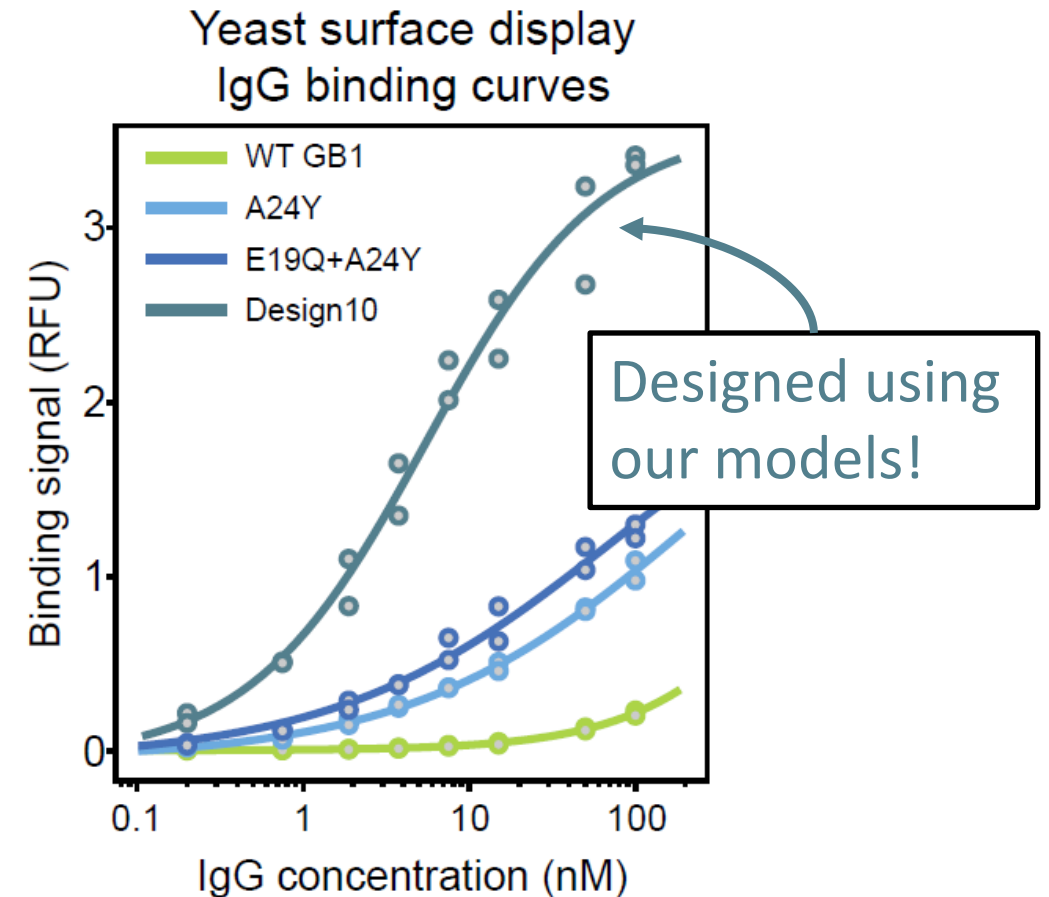 Yeast surface display
IgG binding curves
WT GB1
A24Y
E19Q+A24Y
Design10
Designed using
our models!
Binding signal (RFU)
3
2
1
0
0.1
1
10
100
IgG concentration (nM)